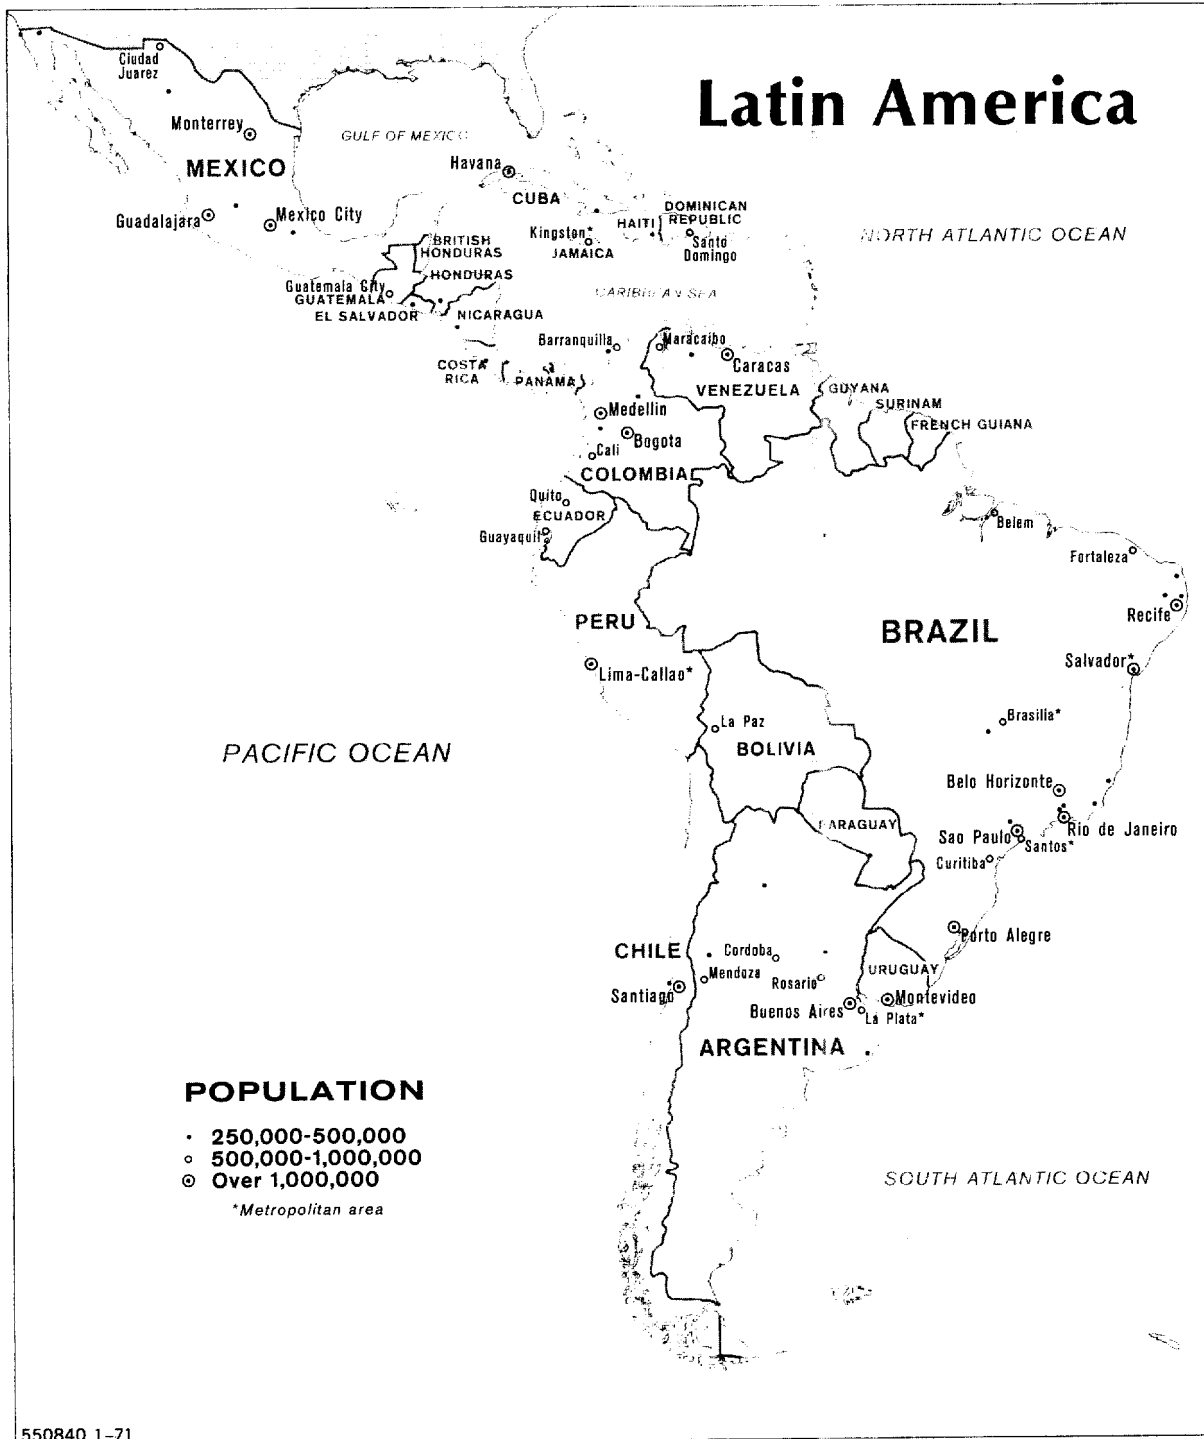 Latin America
Ciudad
Juarez
Monterrey
MEXICO
GULF OF MEXICO
Havana
CUBA
Guadalajara
Mexico City
DOMINICAN
REPUBLIC
HAITI
Kingston*
JAMAICA
Santo
Domingo
NORTH ATLANTIC OCEAN
BRITISH
HONDURAS
HONDURAS
Guatemala City
GUATEMALA
EL SALVADOR
NICARAGUA
CARIBBEAN SEA
COSTA
RICA
PANAMA
Barranquilla
Maracaibo
Caracas
VENEZUELA
GUYANA
SURINAM
FRENCH GUIANA
Medellin
Bogota
Cali
COLOMBIA
Quito
ECUADOR
Guayaquil
Belem
Fortaleza
Recife
PERU
BRAZIL
Lima-Callao*
Salvador*
La Paz
BOLIVIA
Brasilia*
PACIFIC OCEAN
Belo Horizonte
PARAGUAY
Sao Paulo
Rio de Janeiro
Santos*
Curitiba
Porto Alegre
CHILE
Cordoba
Mendoza
Rosario
URUGUAY
Santiago
Buenos Aires
Montevideo
La Plata*
ARGENTINA
POPULATION
250,000-500,000
500,000-1,000,000
Over 1,000,000
*Metropolitan area
SOUTH ATLANTIC OCEAN
550840 1-71